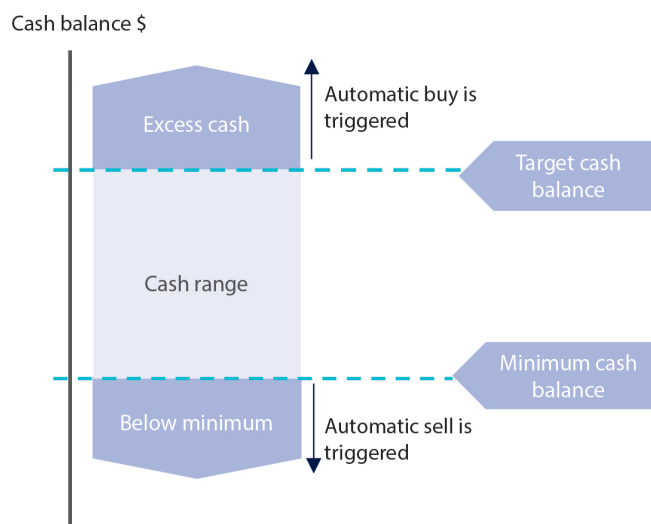 Cash balance $
Excess cash
Automatic buy is
triggered
Target cash
balance
Cash range
Minimum cash
balance
Below minimum
Automatic sell is
triggered